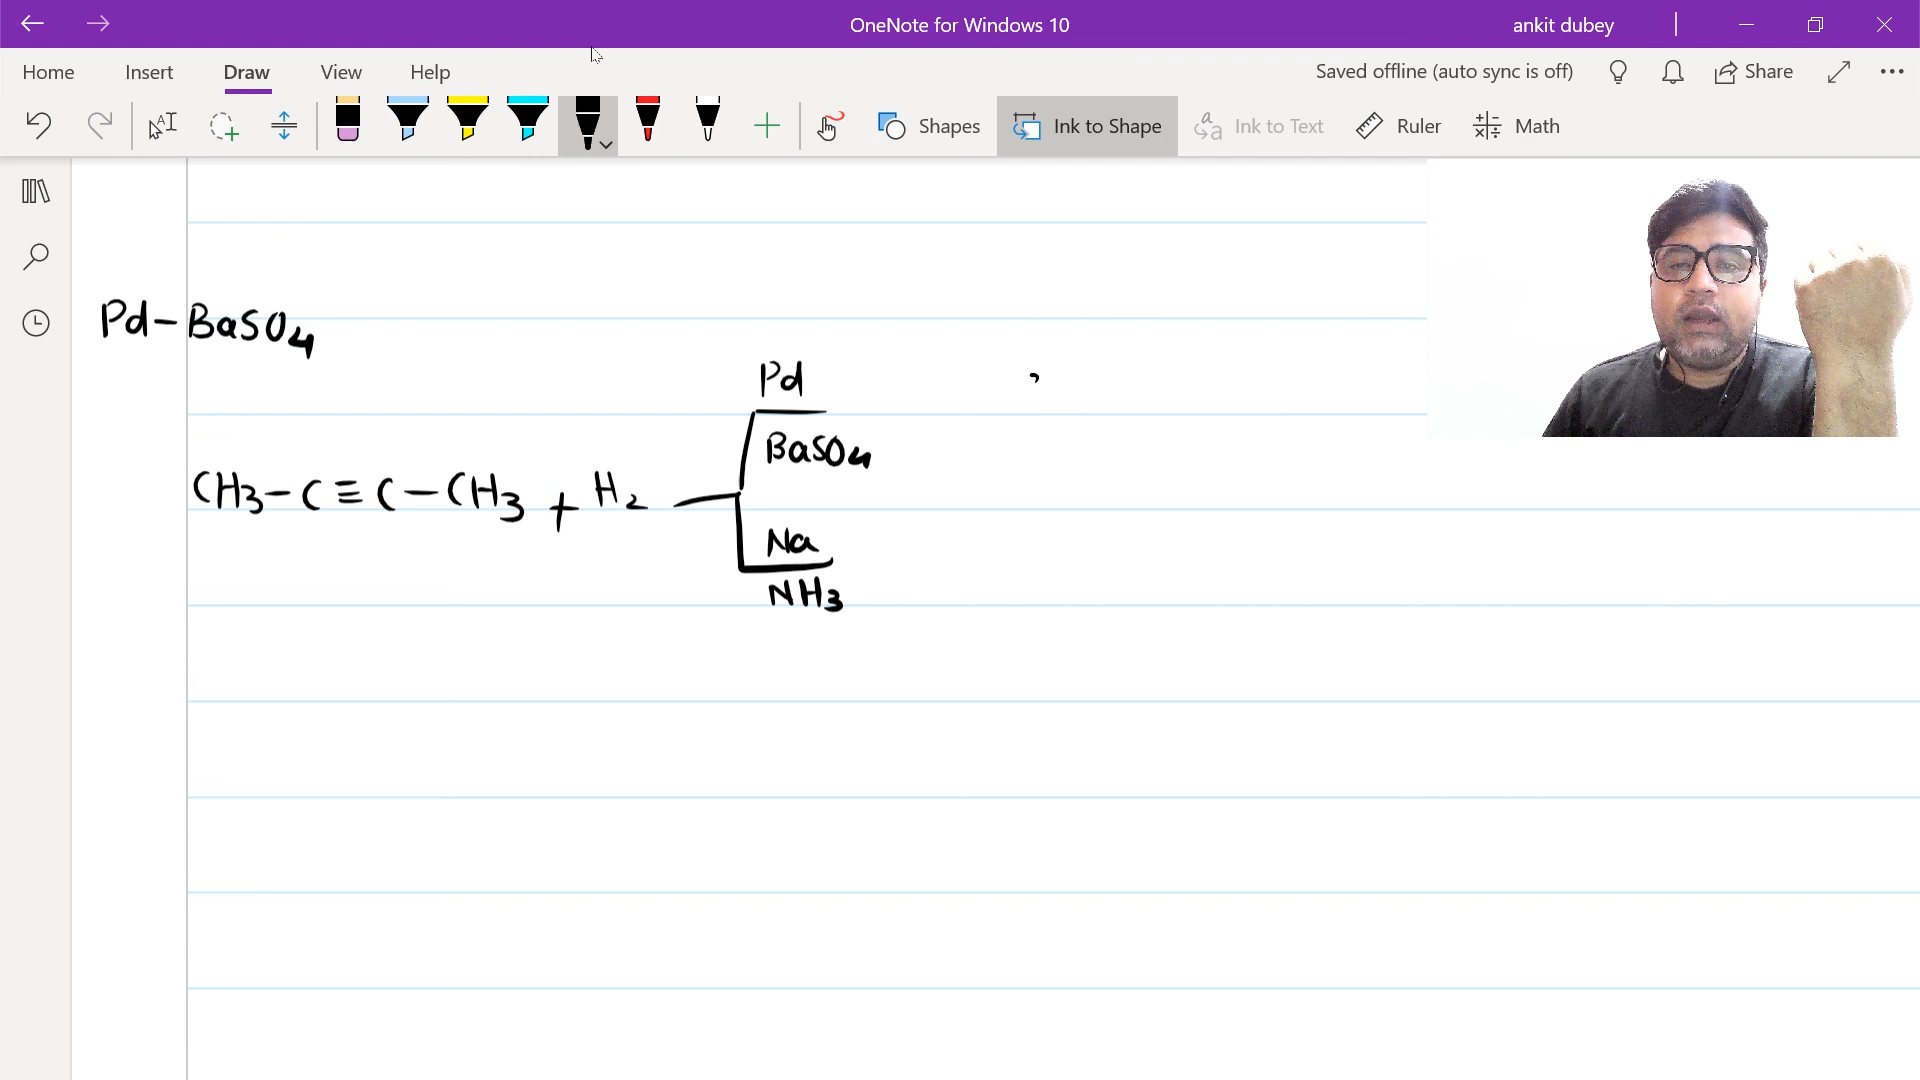 OneNote for Windows 10
ankit dubey
Home Insert Draw View Help
Saved offline (auto sync is off) Share
Shapes Ink to Shape Ink to Text Ruler Math
Pd-BaSO4
Pd
BaSO4
CH3-C≡C-CH3 + H2
Na
NH3